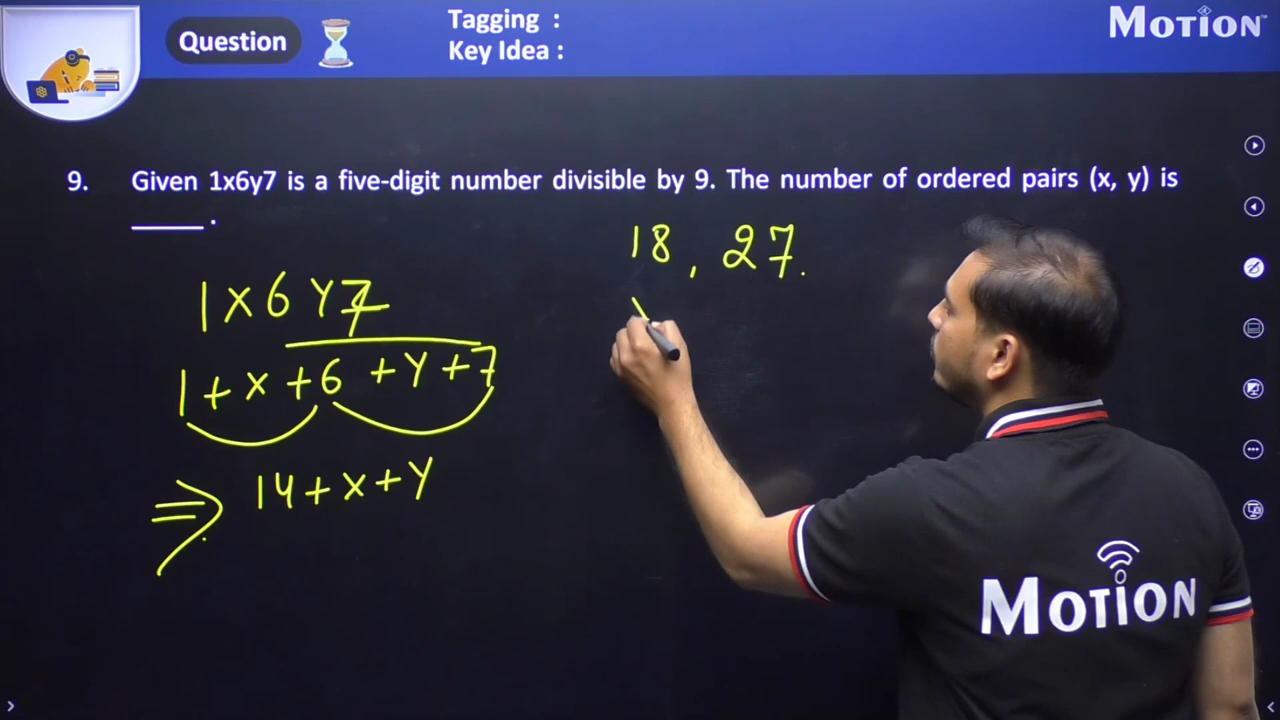 Question
Tagging :
Key Idea :
MOTION
9. Given 1x6y7 is a five-digit number divisible by 9. The number of ordered pairs (x, y) is
_____.
18, 27.
1X6Y7
1+x+6+y+7
⇒ 14+x+y
MOTION